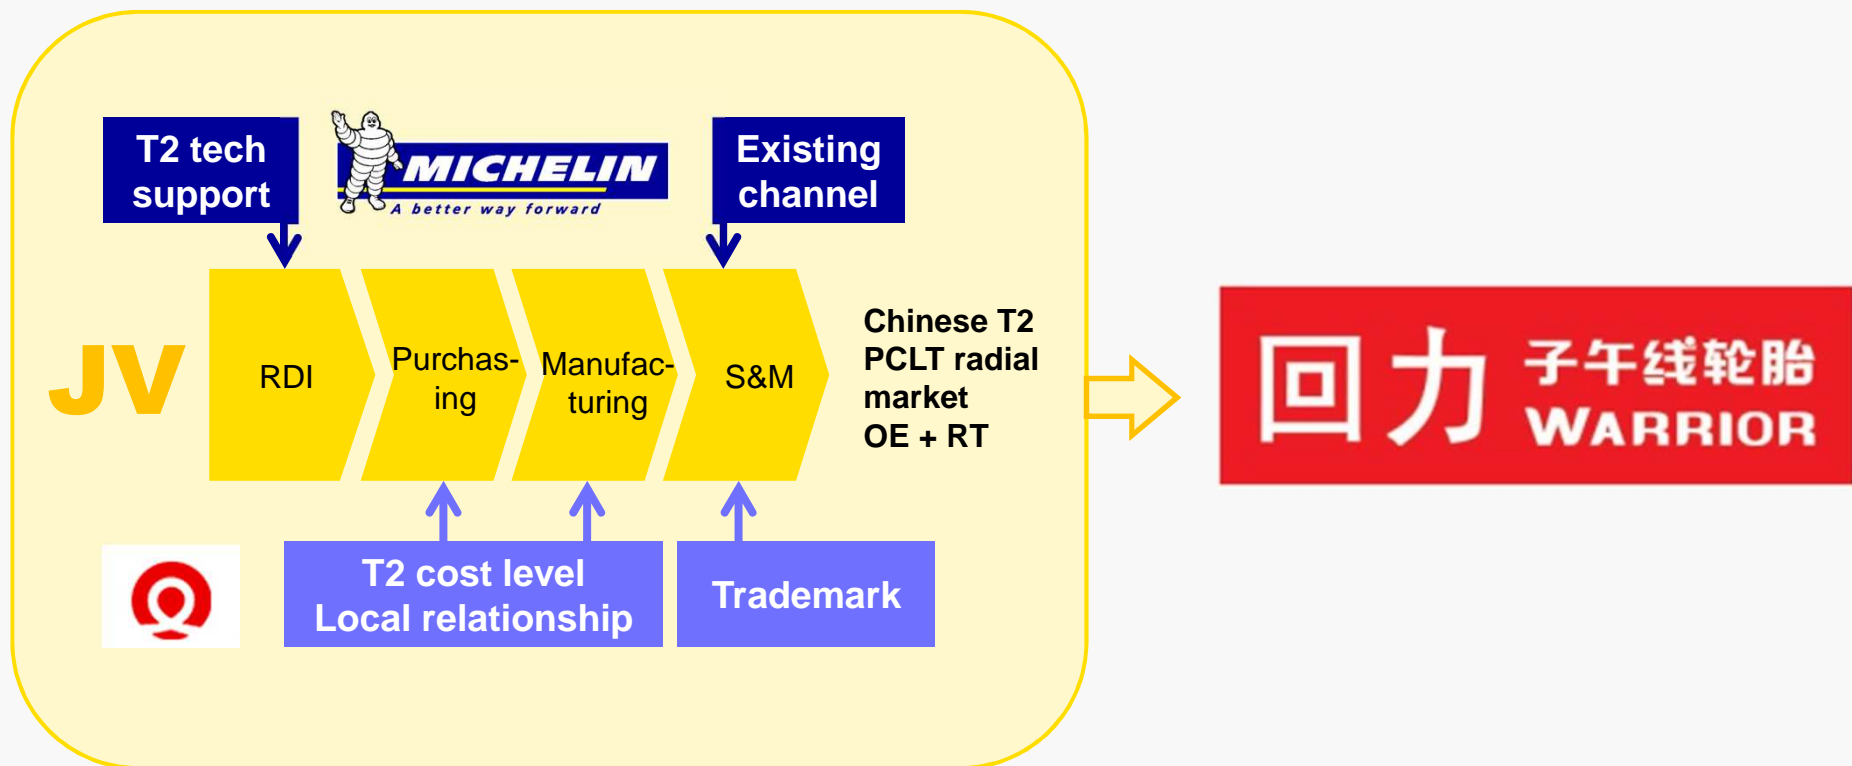 T2 tech
support
MICHELIN
A better way forward
Existing
channel
JV
RDI
Purchas-
ing
Manufac-
turing
S&M
Chinese T2
PCLT radial
market
OE + RT
T2 cost level
Local relationship
Trademark
回力
子午线轮胎
WARRIOR